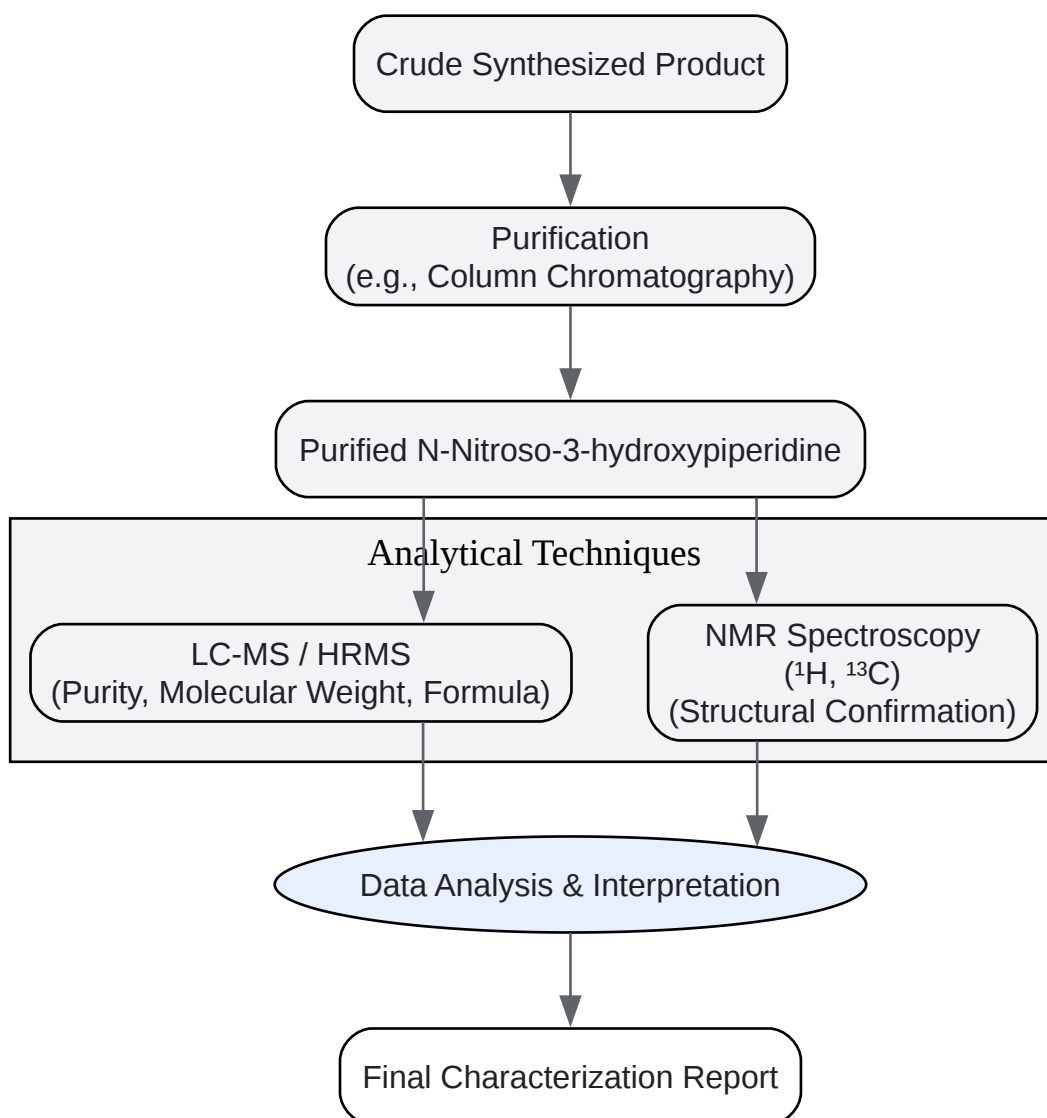 Crude Synthesized Product
Purification
(e.g., Column Chromatography)
Purified N-Nitroso-3-hydroxypiperidine
Analytical Techniques
LC-MS / HRMS
(Purity, Molecular Weight, Formula)
NMR Spectroscopy
(¹H, ¹³C)
(Structural Confirmation)
Data Analysis & Interpretation
Final Characterization Report